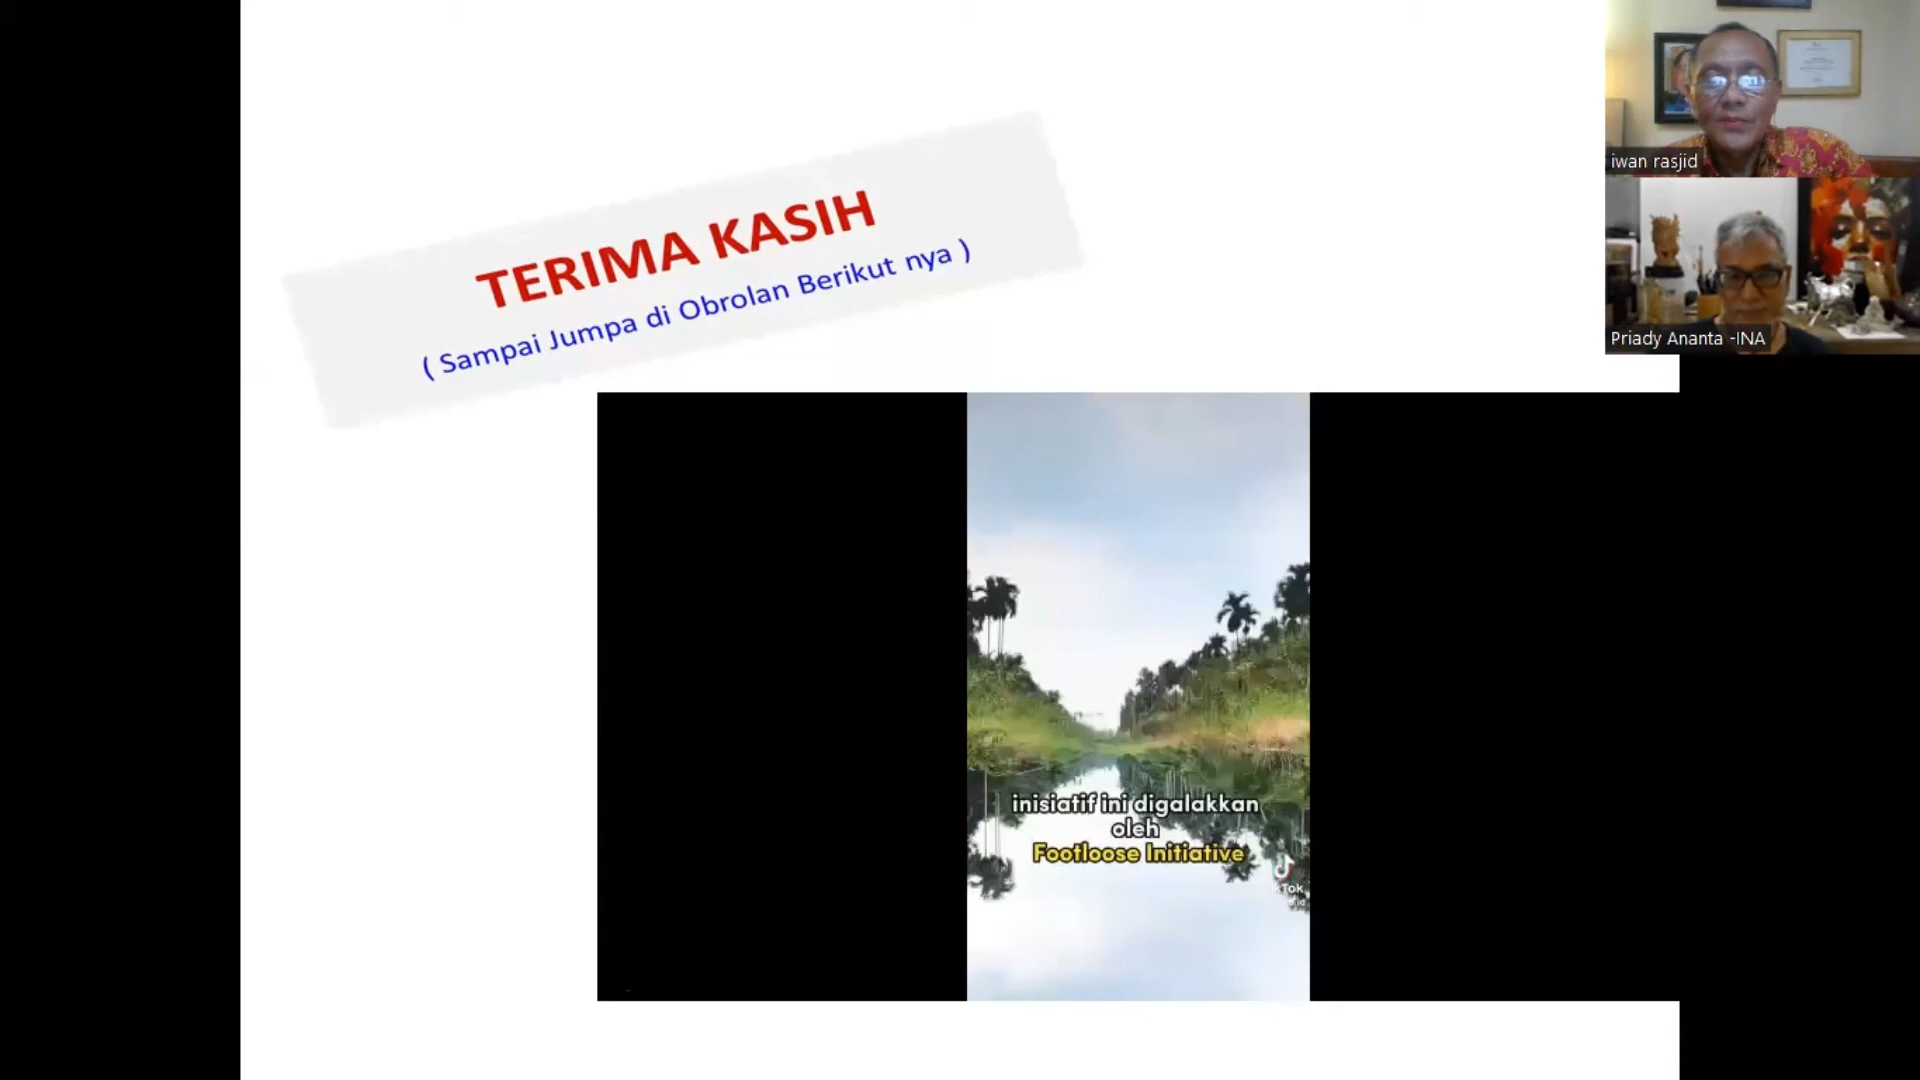 TERIMA KASIH
( Sampai Jumpa di Obrolan Berikut nya )
iwan rasjid
Priady Ananta -INA
inisiatif ini digalakkan
oleh
Footloose Initiative
kTok